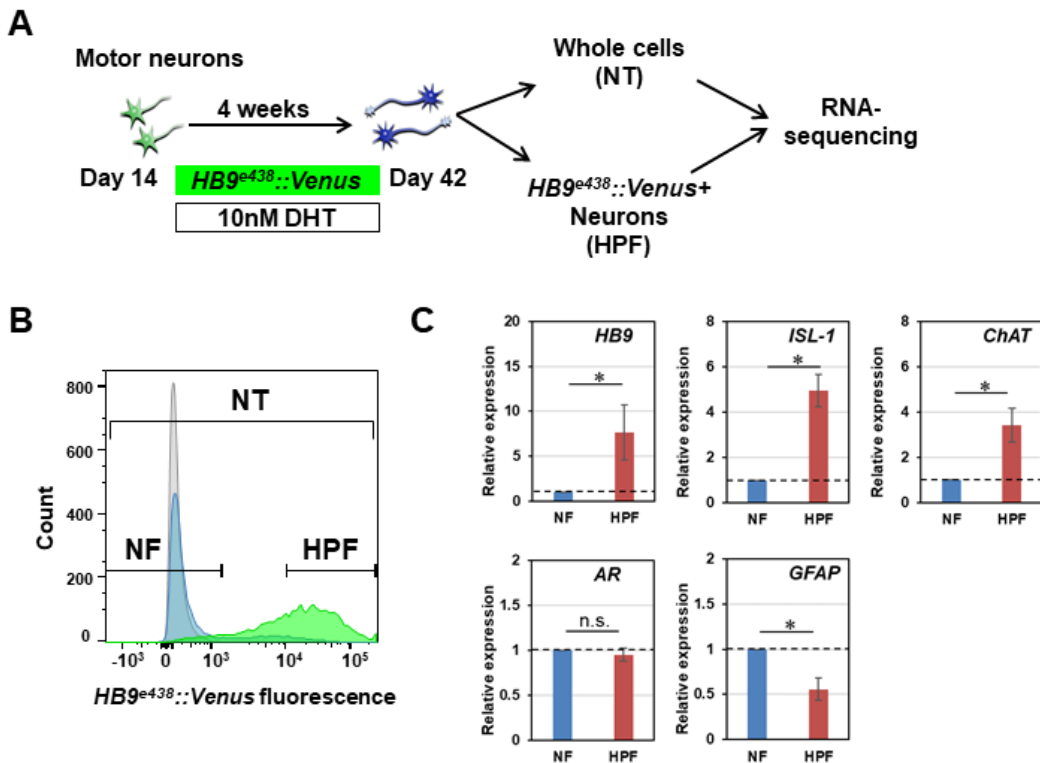 A
Motor neurons
4 weeks
Day 14
HB9e438::Venus
Day 42
10nM DHT
Whole cells
(NT)
HB9e438::Venus+
Neurons
(HPF)
RNA-
sequencing
B
Count
800
600
400
200
0
NT
NF
HPF
-10³ 0 10³ 10⁴ 10⁵
HB9e438::Venus fluorescence
C
Relative expression
20
15
10
5
0
HB9
*
NF HPF
Relative expression
8
6
4
2
0
ISL-1
*
NF HPF
Relative expression
8
6
4
2
0
ChAT
*
NF HPF
Relative expression
2
1.5
1
0.5
0
AR
n.s.
NF HPF
Relative expression
2
1.5
1
0.5
0
GFAP
*
NF HPF